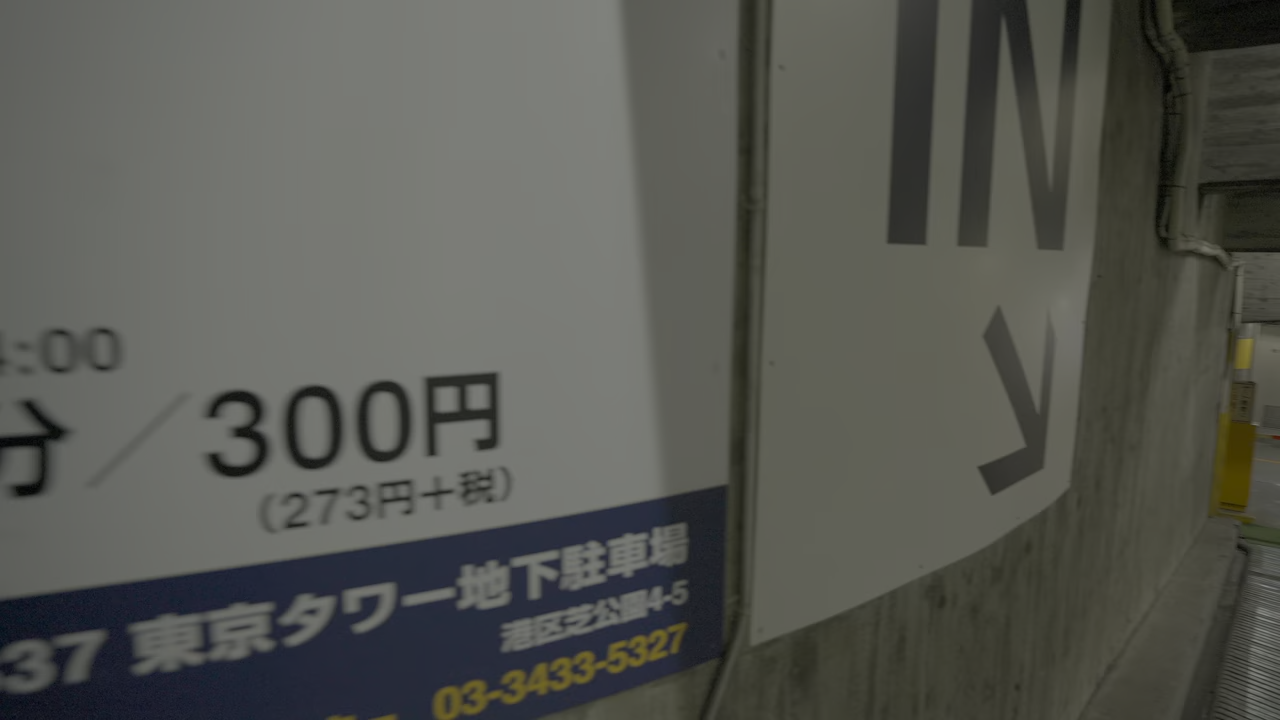 :00
分／300円
(273円＋税)
37 東京タワー地下駐車場
港区芝公園4-5
03-3433-5327
IN